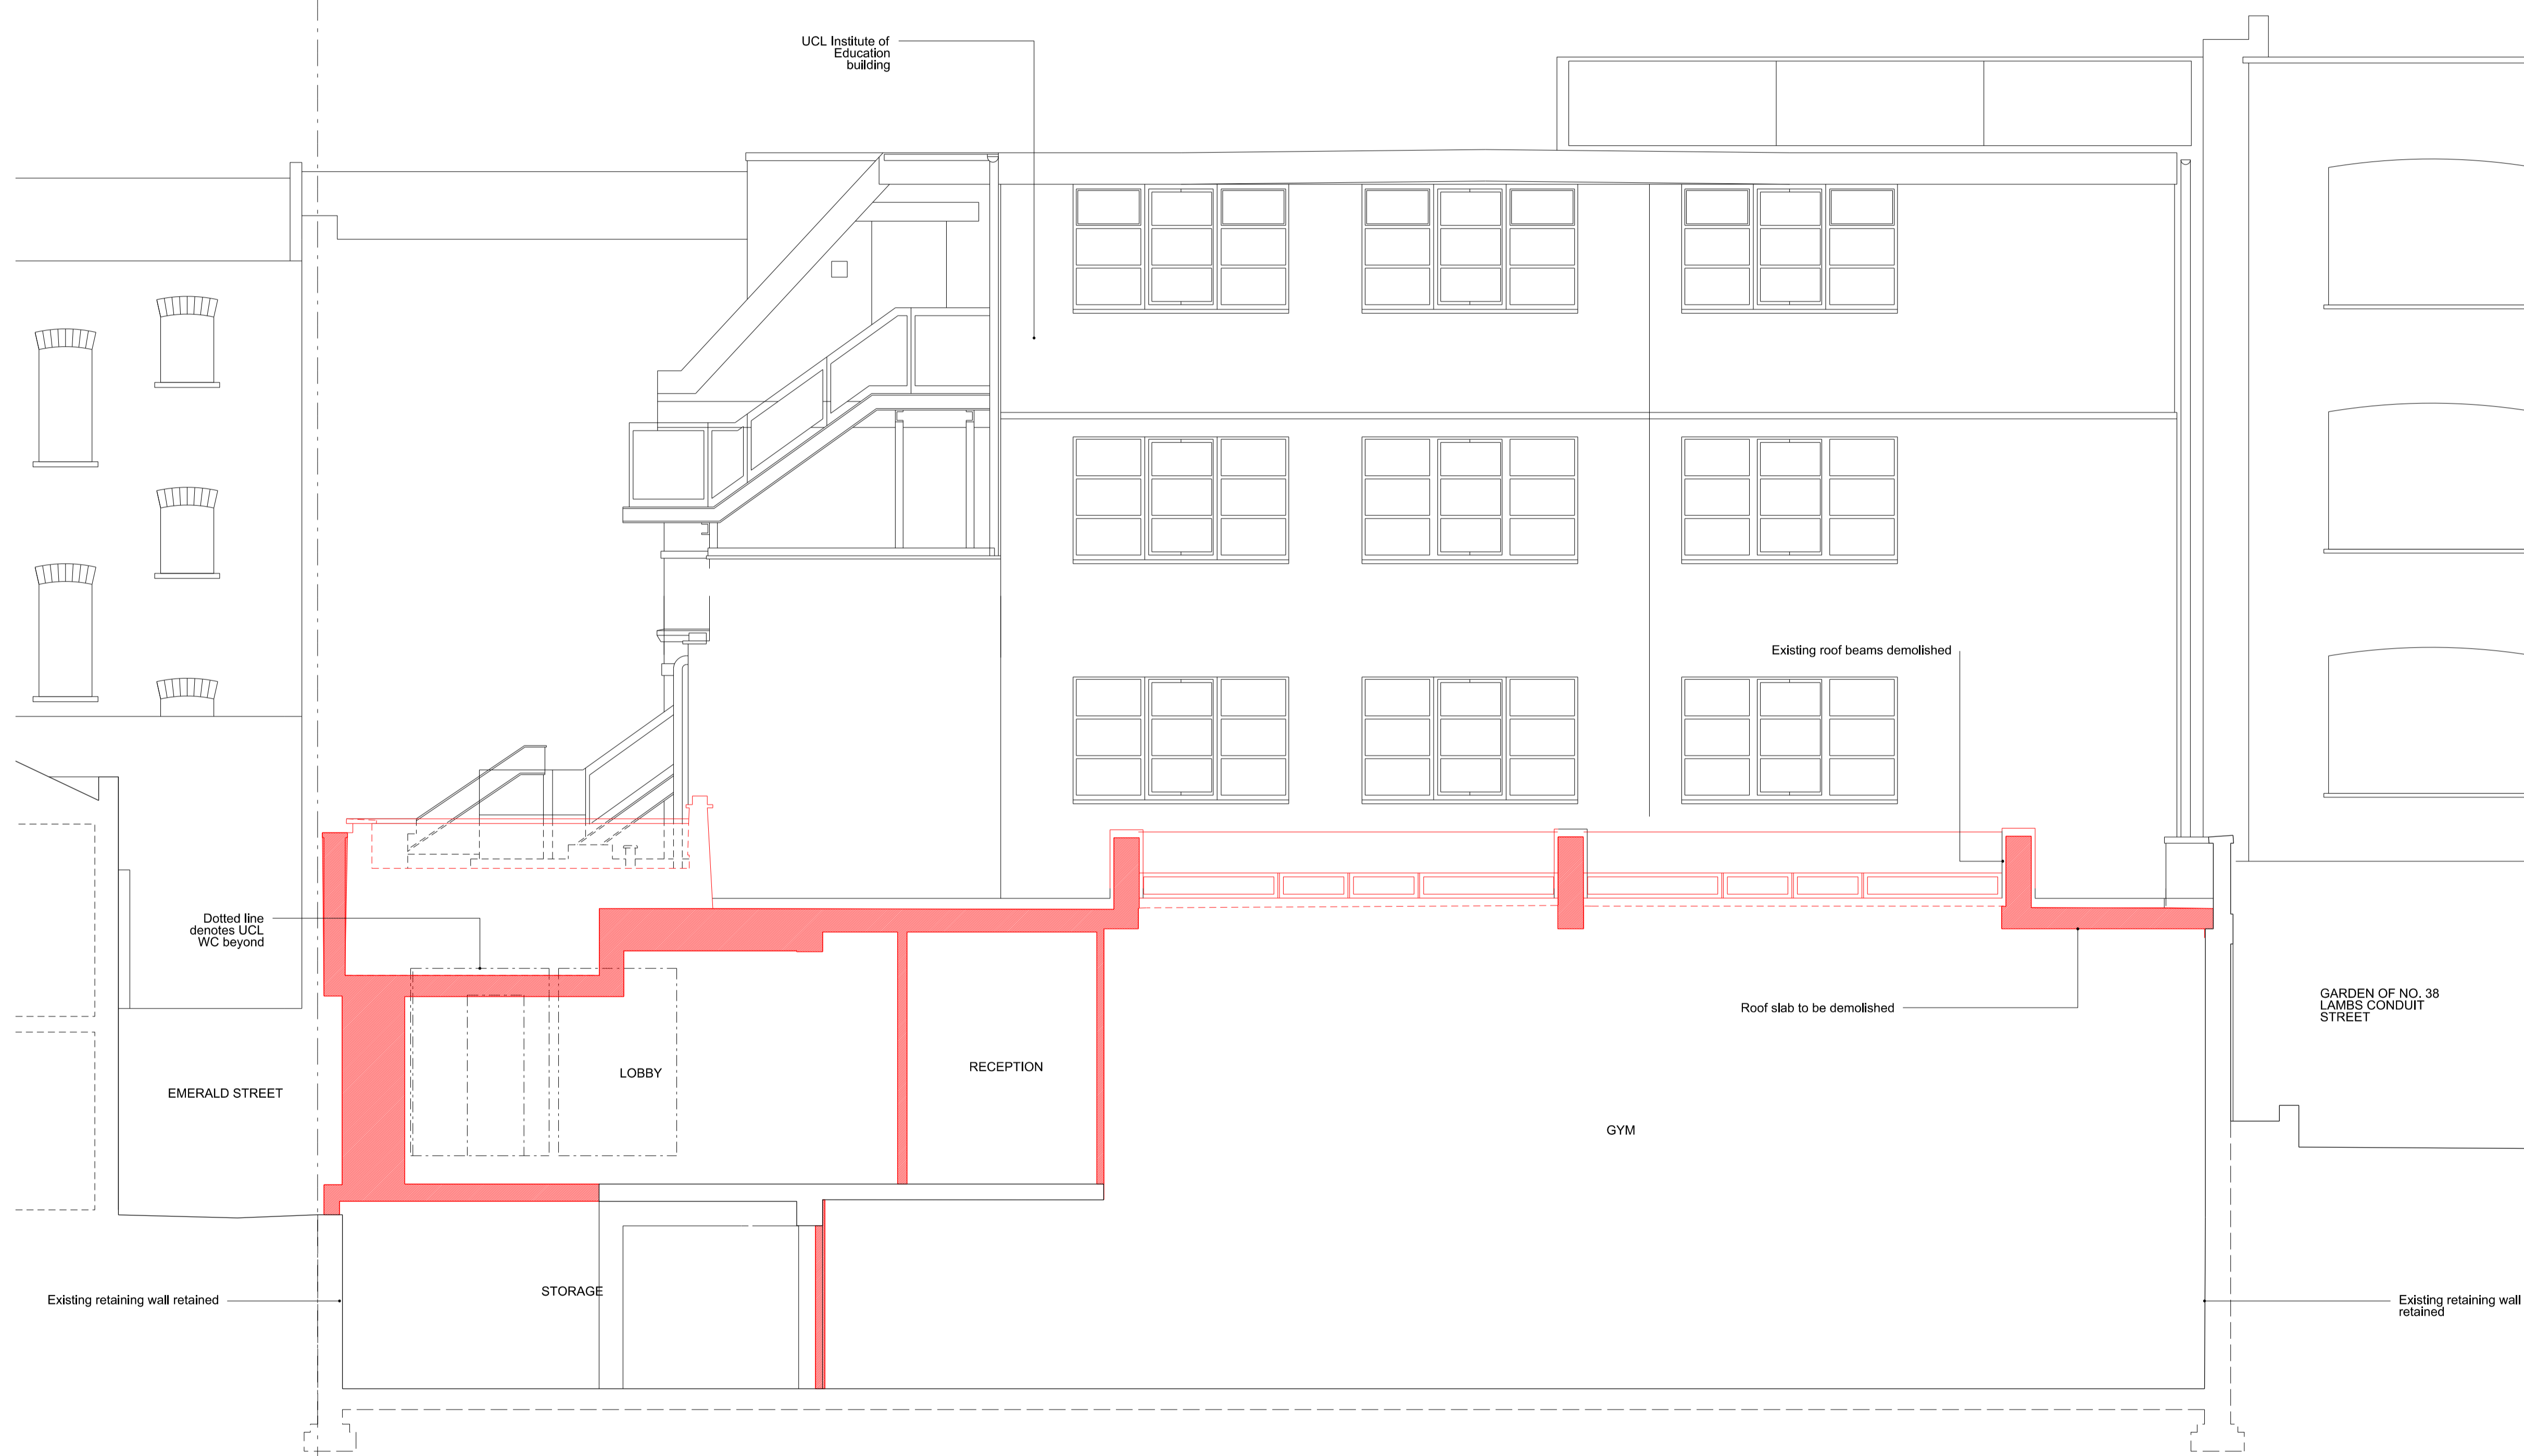 UCL Institute of
Education
building
Existing roof beams demolished
Dotted line
denotes UCL
WC beyond
Roof slab to be demolished
GARDEN OF NO. 38
LAMBS CONDUIT
STREET
EMERALD STREET
LOBBY
RECEPTION
GYM
STORAGE
Existing retaining wall retained
Existing retaining wall
retained